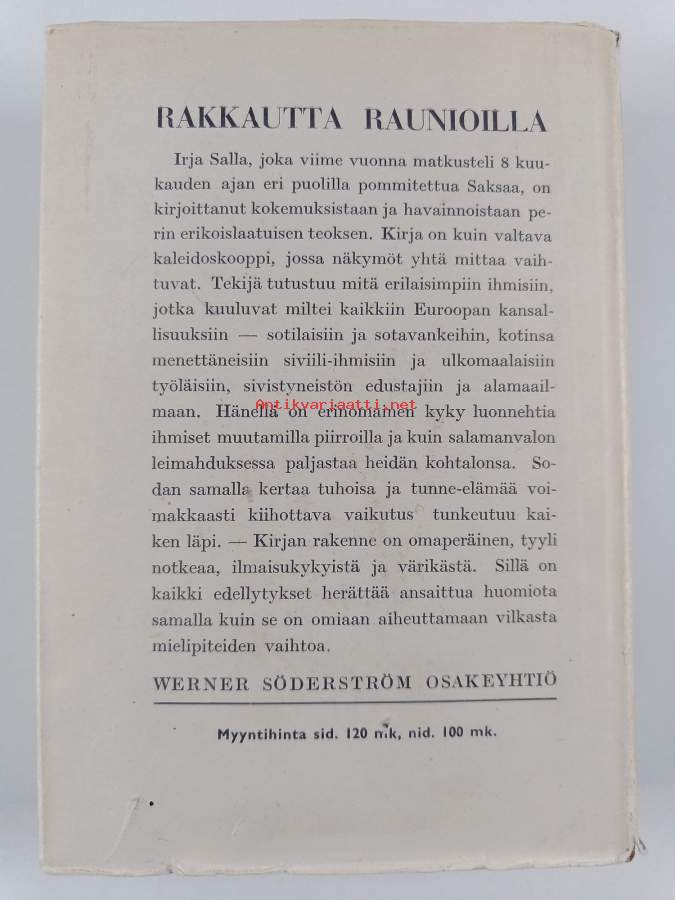 RAKKAUTTA RAUNIOILLA
Irja Salla, joka viime vuonna matkusteli 8 kuu-
kauden ajan eri puolilla pommitettua Saksaa, on
kirjoittanut kokemuksistaan ja havainnoistaan pe-
rin erikoislaatuisen teoksen. Kirja on kuin valtava
kaleidoskooppi, jossa näkymöt yhtä mittaa vaih-
tuvat. Tekijä tutustuu mitä erilaisimpiin ihmisiin,
jotka kuuluvat miltei kaikkiin Euroopan kansal-
lisuuksiin — sotilaisiin ja sotavankeihin, kotinsa
menettäneisiin siviili-ihmisiin ja ulkomaalaisiin
työläisiin, sivistyneistön edustajiin ja alamaail-
maan. Hänellä on erinomainen kyky luonnehtia
Antikvariaatti.net
ihmiset muutamilla piirroilla ja kuin salamanvalon
leimahduksessa paljastaa heidän kohtalonsa. So-
dan samalla kertaa tuhoisa ja tunne-elämää voi-
makkaasti kiihottava vaikutus tunkeutuu kai-
ken läpi. — Kirjan rakenne on omaperäinen, tyyli
notkeaa, ilmaisukykyistä ja värikästä. Sillä on
kaikki edellytykset herättää ansaittua huomiota
samalla kuin se on omiaan aiheuttamaan vilkasta
mielipiteiden vaihtoa.
WERNER SÖDERSTRÖM OSAKEYHTIÖ
Myyntihinta sid. 120 mk, nid. 100 mk.